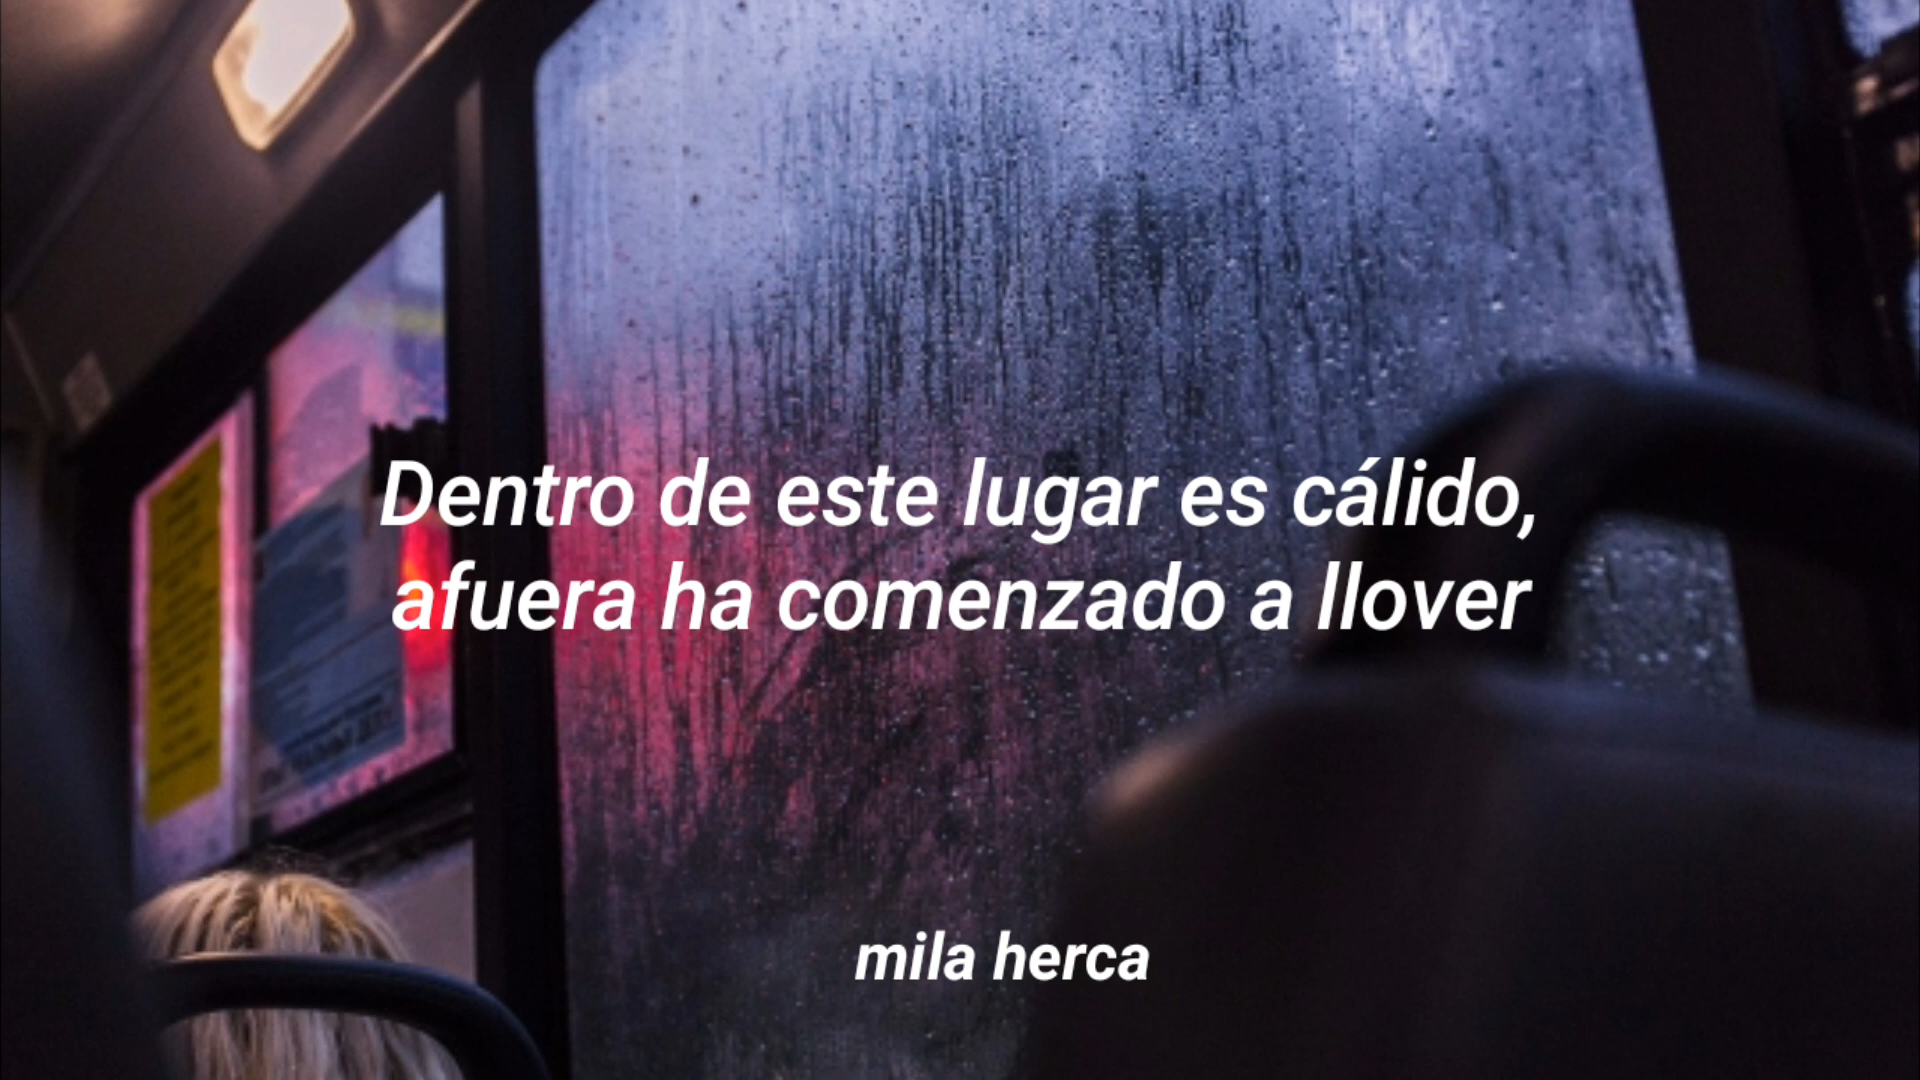 Dentro de este lugar es cálido,
afuera ha comenzado a llover
mila herca